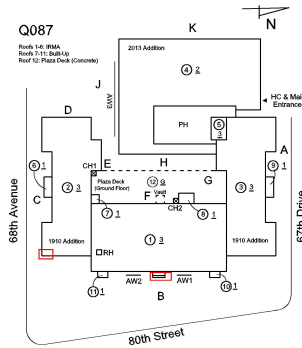 Q087
Roofs 1-6: IRMA
Roofs 7-11: Built-Up
Roof 12: Plaza Deck (Concrete)
N
K
2013 Addition
4 2
J
AW3
HC & Main
Entrance
PH
5
3
D
A
CH1
E
H
6 1
9 1
Plaza Deck
(Ground Floor)
12 G
G
C
2 3
F
Vault
CH2
3 3
7 1
8 1
68th Avenue
67th Drive
1910 Addition
1 3
1910 Addition
RH
11 1
AW2
AW1
10 1
B
80th Street